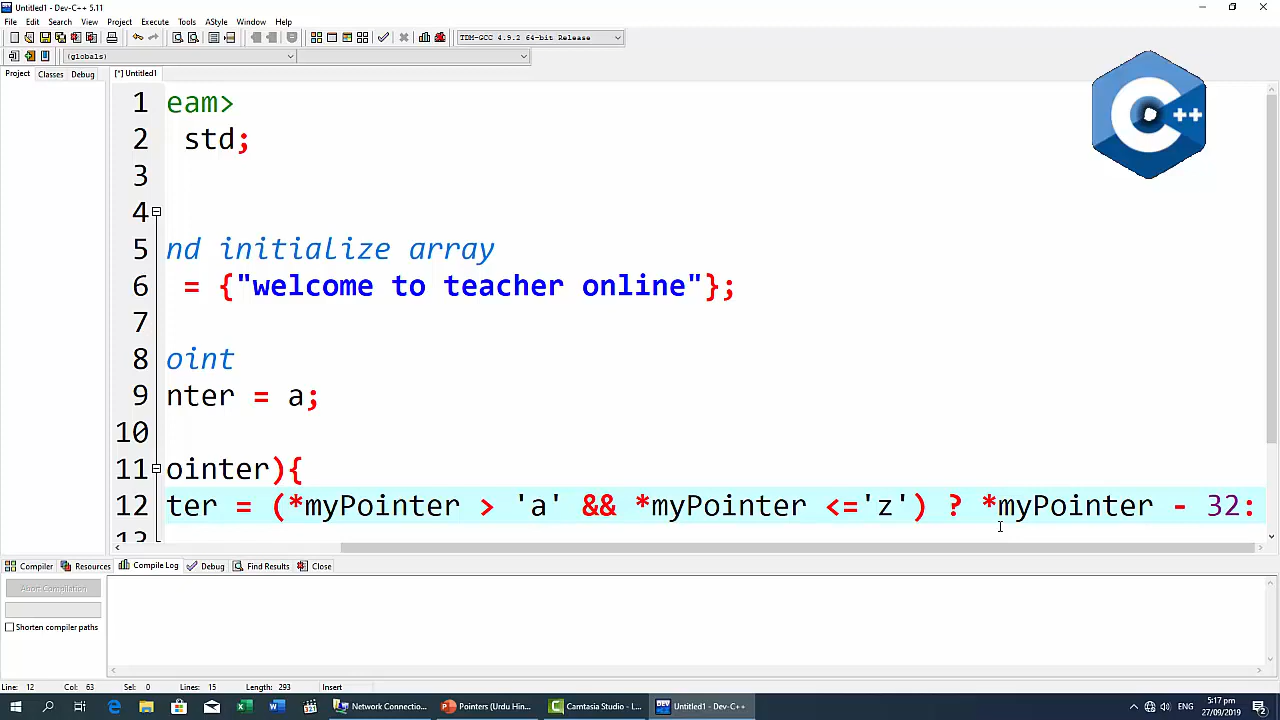 Untitled1 - Dev-C++ 5.11
File Edit Search View Project Execute Tools AStyle Window Help
TDM-GCC 4.9.2 64-bit Release
(globals)
Project Classes Debug
[*] Untitled1
C++
1 eam>
2 std;
3
4
5 nd initialize array
6 = {"welcome to teacher online"};
7
8 oint
9 nter = a;
10
11 ointer){
12 ter = (*myPointer > 'a' && *myPointer <='z') ? *myPointer - 32:
13
Compiler Resources Compile Log Debug Find Results Close
Abort Compilation
Shorten compiler paths
Line: 12 Col: 63 Sel: 0 Lines: 15 Length: 293 Insert
Network Connectio... Pointers (Urdu Hin... Camtasia Studio - L... Untitled1 - Dev-C++
5:17 pm
27/09/2019
2